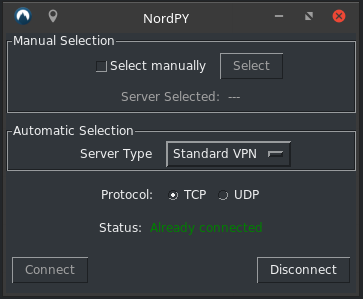 NordPY
Manual Selection
Select manually Select
Server Selected: ---
Automatic Selection
Server Type Standard VPN
Protocol: TCP UDP
Status: Already connected
Connect Disconnect